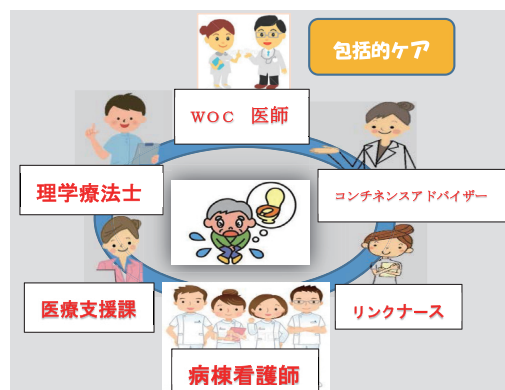 包括的ケア
WOC 医師
理学療法士
コンチネンスアドバイザー
医療支援課
リンクナース
病棟看護師